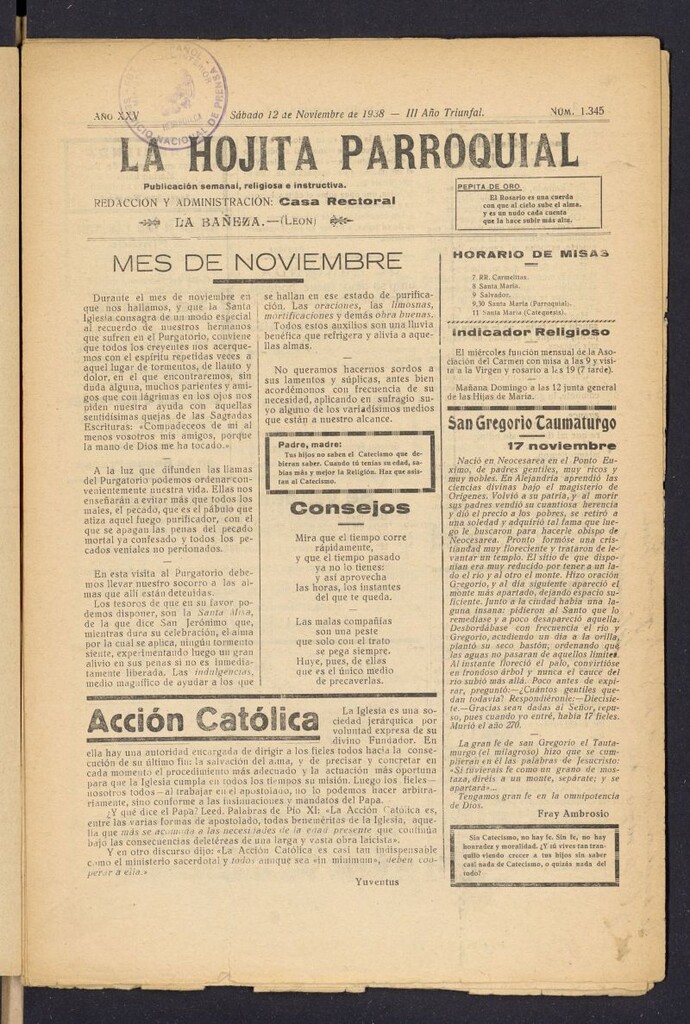 AÑO XXV
Sábado 12 de Noviembre de 1938 — III Año Triunfal.
NÚM. 1.345
LA HOJITA PARROQUIAL
Publicación semanal, religiosa e instructiva.
REDACCION Y ADMINISTRACIÓN: Casa Rectoral
LA BAÑEZA.—(LEON)
PEPITA DE ORO
El Rosario es una cuerda
con que al cielo sube el alma,
y es un nudo cada cuenta
que la hace subir más alta.
MES DE NOVIEMBRE
Durante el mes de noviembre en
que nos hallamos, y que la Santa
Iglesia consagra de un modo especial
al recuerdo de nuestros hermanos
que sufren en el Purgatorio, conviene
que todos los creyentes nos acerque-
mos con el espíritu repetidas veces a
aquel lugar de tormentos, de llanto y
dolor, en el que encontraremos, sin
duda alguna, muchos parientes y ami-
gos que con lágrimas en los ojos nos
piden nuestra ayuda con aquellas
sentidísimas quejas de las Sagradas
Escrituras: «Compadeceos de mí al
menos vosotros mis amigos, porque
la mano de Dios me ha tocado.»
A la luz que difunden las llamas
del Purgatorio podemos ordenar con-
venientemente nuestra vida. Ellas nos
enseñarán a evitar más que todos los
males, el pecado, que es el pábulo que
atiza aquel fuego purificador, con el
que se apagan las penas del pecado
mortal ya confesado y todos los pe-
cados veniales no perdonados.
En esta visita al Purgatorio debe-
mos llevar nuestro socorro a las al-
mas que allí están detenidas.
Los tesoros de que en su favor po-
demos disponer, son la Santa Misa,
de la que dice San Jerónimo que,
mientras dura su celebración, el alma
por la cual se aplica, ningún tormento
siente, experimentando luego un gran
alivio en sus penas si no es inmedia-
tamente liberada. Las indulgencias,
medio magnífico de ayudar a los que
se hallan en ese estado de purifica-
ción. Las oraciones, las limosnas,
mortificaciones y demás obra buenas.
Todos estos auxilios son una lluvia
benéfica que refrigera y alivia a aque-
llas almas.
No queramos hacernos sordos a
sus lamentos y súplicas, antes bien
acordémonos con frecuencia de su
necesidad, aplicando en sufragio su-
yo alguno de los variadísimos medios
que están a nuestro alcance.
Padre, madre:
Tus hijos no saben el Catecismo que de-
bieran saber. Cuando tú tenías su edad, sa-
bías más y mejor la Religión. Haz que asis-
tan al Catecismo.
Consejos
Mira que el tiempo corre
rápidamente,
y que el tiempo pasado
ya no lo tienes:
y así aprovecha
las horas, los instantes
del que te queda.
Las malas compañías
son una peste
que solo con el trato
se pega siempre.
Huye, pues, de ellas
que es el único medio
de precaverlas.
Acción Católica
La Iglesia es una so-
ciedad jerárquica por
voluntad expresa de su
divino Fundador. En
ella hay una autoridad encargada de dirigir a los fieles todos hacia la conse-
cución de su último fin: la salvación del alma, y de precisar y concretar en
cada momento el procedimiento más adecuado y la actuación más oportuna
para que la Iglesia cumpla en todos los tiempos su misión. Luego los fieles—
nosotros todos—al trabajar en el apostolado, no lo podemos hacer arbitra-
riamente, sino conforme a las insinuaciones y mandatos del Papa.
¿Y qué dice el Papa? Leed. Palabras de Pío XI: «La Acción Católica es,
entre las varias formas de apostolado, todas beneméritas de la Iglesia, aque-
lla que más se acomoda a las necesidades de la edad presente que continúa
bajo las consecuencias deletéreas de una larga y vasta obra laicista».
Y en otro discurso dijo: «La Acción Católica es casi tan indispensable
como el ministerio sacerdotal y todos aunque sea «in minimum», deben coo-
perar a ella.»
Yuventus
HORARIO DE MISAS
7 RR. Carmelitas.
8 Santa María.
9 Salvador.
9,30 Santa María (Parroquial).
11 Santa María (Catequesis).
Indicador Religioso
El miércoles función mensual de la Aso-
ciación del Carmen con misa a las 9 y visi-
ta a la Virgen y rosario a las 19 (7 tarde).
Mañana Domingo a las 12 junta general
de las Hijas de María.
San Gregorio Taumaturgo
17 noviembre
Nació en Neocesarea en el Ponto Eu-
ximo, de padres gentiles, muy ricos y
muy nobles. En Alejandría aprendió las
ciencias divinas bajo el magisterio de
Orígenes. Volvió a su patria, y al morir
sus padres vendió su cuantiosa herencia
y dió el precio a los pobres, se retiró a
una soledad y adquirió tal fama que lue-
go le buscaron para hacerle obispo de
Neocesarea. Pronto formóse una cris-
tiandad muy floreciente y trataron de le-
vantar un templo. El sitio de que dispo-
nían era muy reducido por tener a un la-
do el río y al otro el monte. Hizo oración
Gregorio, y al día siguiente apareció el
monte más apartado, dejando espacio su-
ficiente. Junto a la ciudad había una la-
guna insana: pidieron al Santo que lo
remediase y a poco desapareció aquella.
Desbordábase con frecuencia el río y
Gregorio, acudiendo un día a la orilla,
plantó su seco bastón; ordenando que
las aguas no pasaran de aquellos límites.
Al instante floreció el palo, convirtióse
en frondoso árbol y nunca el cauce del
río subió más allá. Poco antes de expi-
rar, preguntó:—¿Cuántos gentiles que-
dan todavía? Respondiéronle:—Diecisie-
te.—Gracias sean dadas al Señor, repu-
so, pues cuando yo entré, había 17 fieles.
Murió el año 270.
La gran fe de san Gregorio el Tauta-
murgo (el milagroso) hizo que se cum-
plieran en él las palabras de Jesucristo:
«Si tuvierais fe como un grano de mos-
taza, diréis a un monte, sepárate; y se
apartará»...
Tengamos gran fe en la omnipotencia
de Dios.
Fray Ambrosio
Sin Catecismo, no hay fe. Sin fe, no hay
honradez y moralidad. ¿Y tú vives tan tran-
quilo viendo crecer a tus hijos sin saber
casi nada de Catecismo, o quizás nada del
todo?